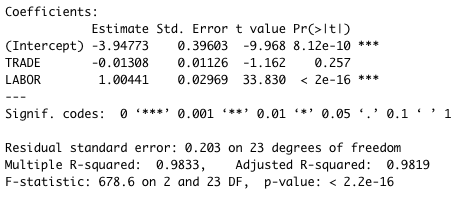 Coefficients:
Estimate Std. Error t value Pr(>|t|)
(Intercept) -3.94773 0.39603 -9.968 8.12e-10 ***
TRADE -0.01308 0.01126 -1.162 0.257
LABOR 1.00441 0.02969 33.830 < 2e-16 ***
---
Signif. codes: 0 ‘***’ 0.001 ‘**’ 0.01 ‘*’ 0.05 ‘.’ 0.1 ‘ ’ 1
Residual standard error: 0.203 on 23 degrees of freedom
Multiple R-squared: 0.9833, Adjusted R-squared: 0.9819
F-statistic: 678.6 on 2 and 23 DF, p-value: < 2.2e-16